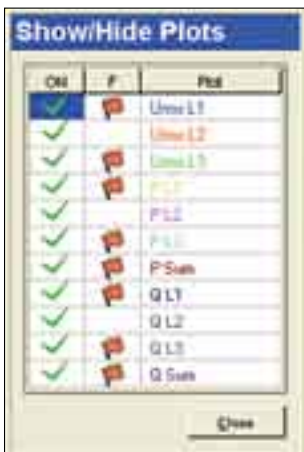 Show/Hide Plots
ON F Plot
Urms L1
Urms L2
Urms L3
P L1
P L2
P L3
P Sum
Q L1
Q L2
Q L3
Q Sum
Close